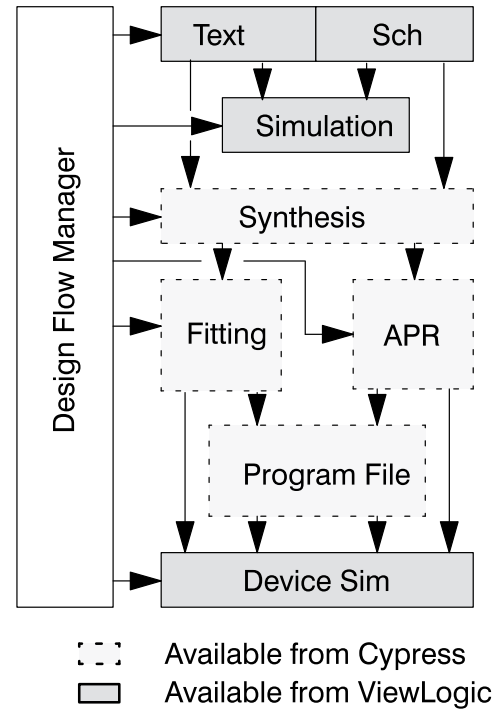 Text
Sch
Simulation
Design Flow Manager
Synthesis
Fitting
APR
Program File
Device Sim
Available from Cypress
Available from ViewLogic